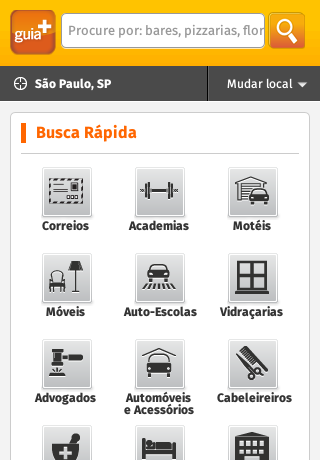 guia+
Procure por: bares, pizzarias, flor
São Paulo, SP
Mudar local
Busca Rápida
Correios
Academias
Motéis
Móveis
Auto-Escolas
Vidraçarias
Advogados
Automóveis
e Acessórios
Cabeleireiros